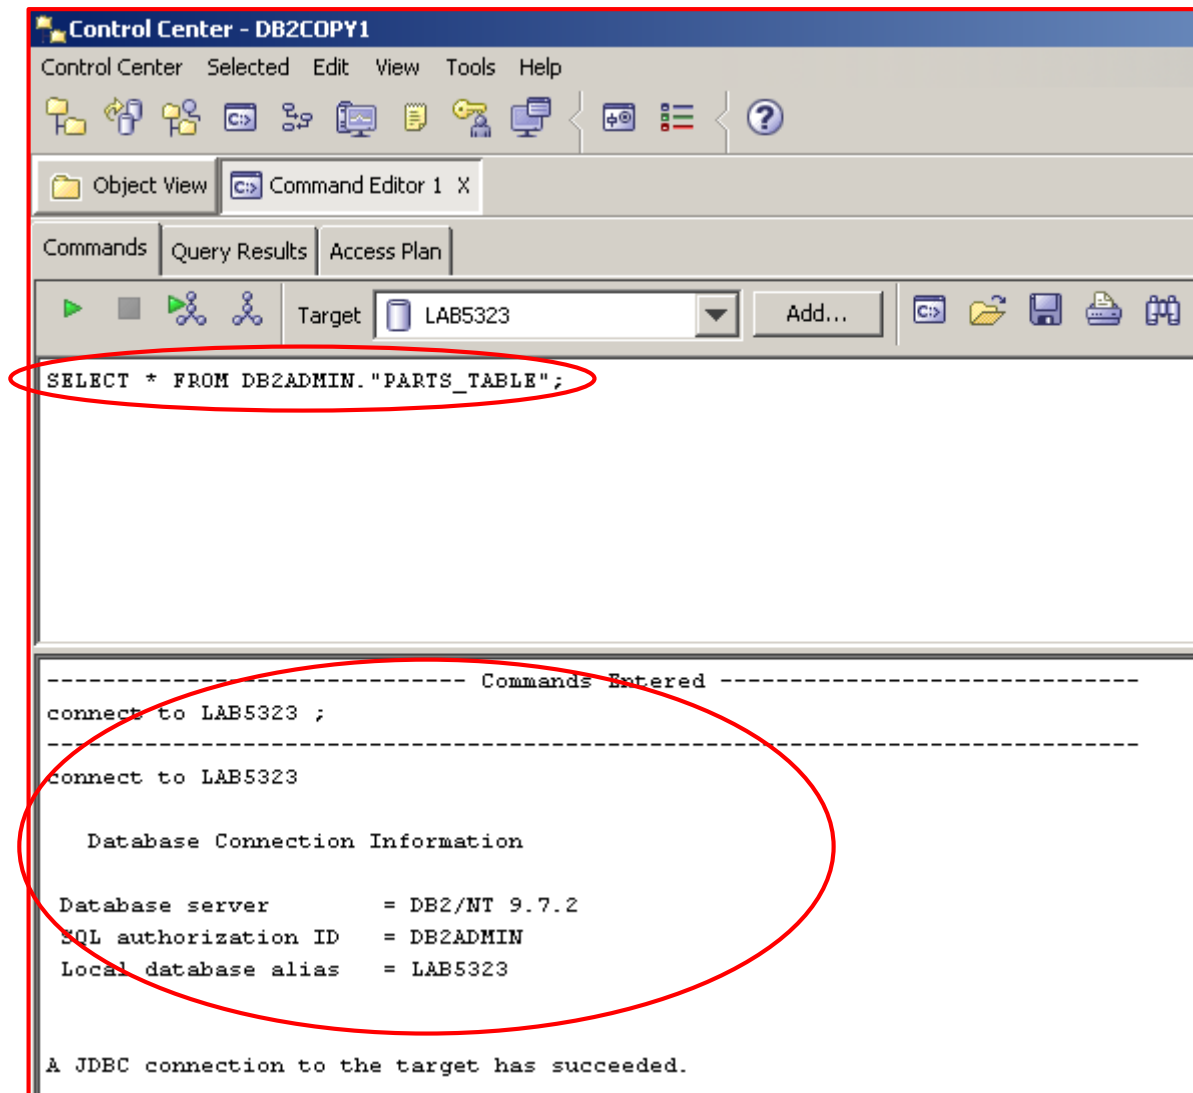 Control Center - DB2COPY1
Control Center Selected Edit View Tools Help
Object View Command Editor 1 X
Commands Query Results Access Plan
Target LAB5323 Add...
SELECT * FROM DB2ADMIN."PARTS_TABLE";
------------------------------ Commands Entered ------------------------------
connect to LAB5323 ;
------------------------------------------------------------------------------
connect to LAB5323
Database Connection Information
Database server = DB2/NT 9.7.2
SQL authorization ID = DB2ADMIN
Local database alias = LAB5323
A JDBC connection to the target has succeeded.